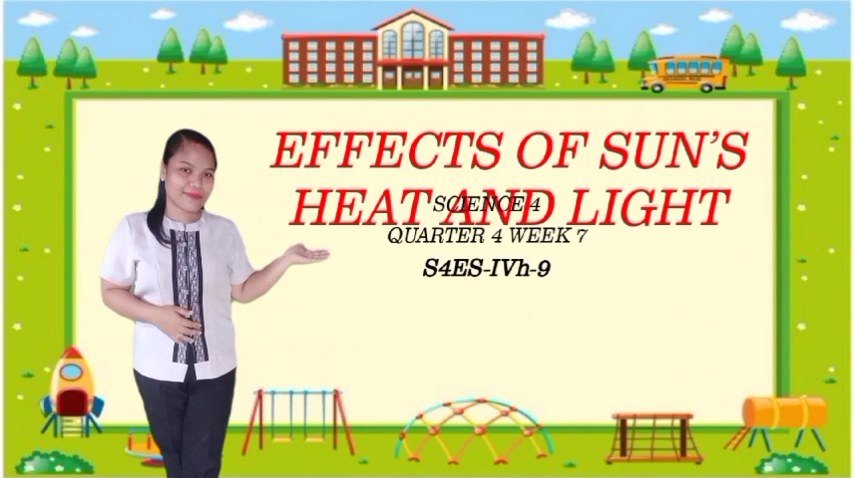 EFFECTS OF SUN'S
HEAT AND LIGHT
SCIENCE 4
QUARTER 4 WEEK 7
S4ES-IVh-9